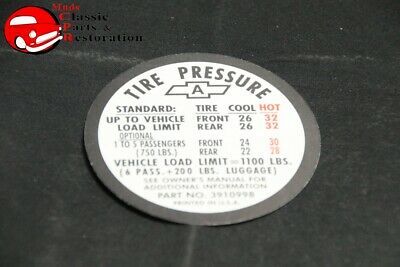 Muds
Classic
Parts &
Restoration
TIRE PRESSURE
A
STANDARD: TIRE COOL HOT
UP TO VEHICLE FRONT 26 32
LOAD LIMIT REAR 26 32
OPTIONAL
1 TO 5 PASSENGERS FRONT 24 30
(750 LBS.) REAR 22 28
VEHICLE LOAD LIMIT = 1100 LBS.
(6 PASS. + 200 LBS. LUGGAGE)
SEE OWNER'S MANUAL FOR
ADDITIONAL INFORMATION
PART NO. 3910998
PRINTED IN U.S.A.